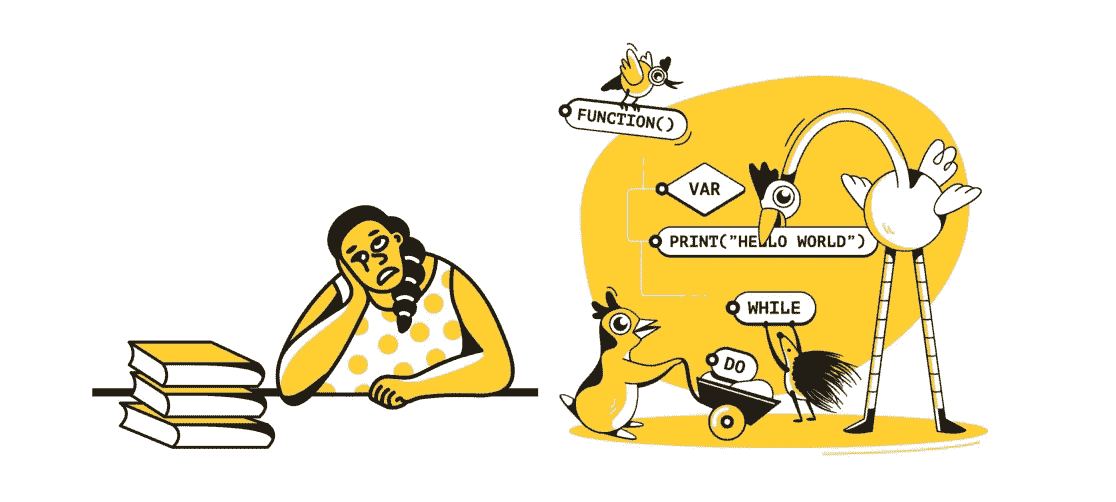 FUNCTION()
VAR
PRINT(”HELLO WORLD”)
WHILE
DO